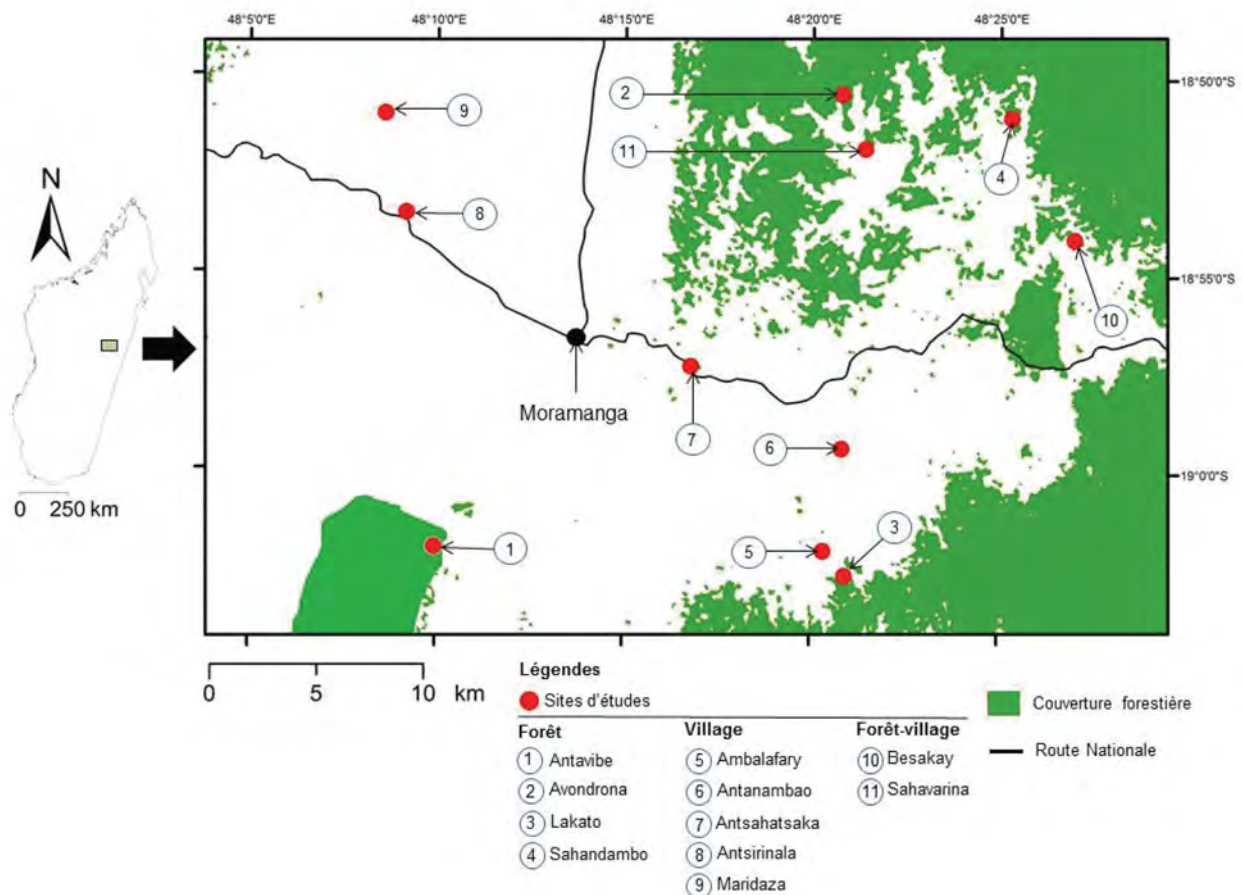 48°5'0"E 48°10'0"E 48°15'0"E 48°20'0"E 48°25'0"E
18°50'0"S
2
9
11
4
8
N
18°55'0"S
10
Moramanga
7
6
19°0'0"S
0 250 km
3
1
5
Légendes
0 5 10 km
Sites d'études
Couverture forestière
Forêt Village Forêt-village
Route Nationale
1 Antavibe 5 Ambalafary 10 Besakay
2 Avondrona 6 Antanambao 11 Sahavarina
3 Lakato 7 Antsahatsaka
4 Sahandambo 8 Antsirinala
9 Maridaza